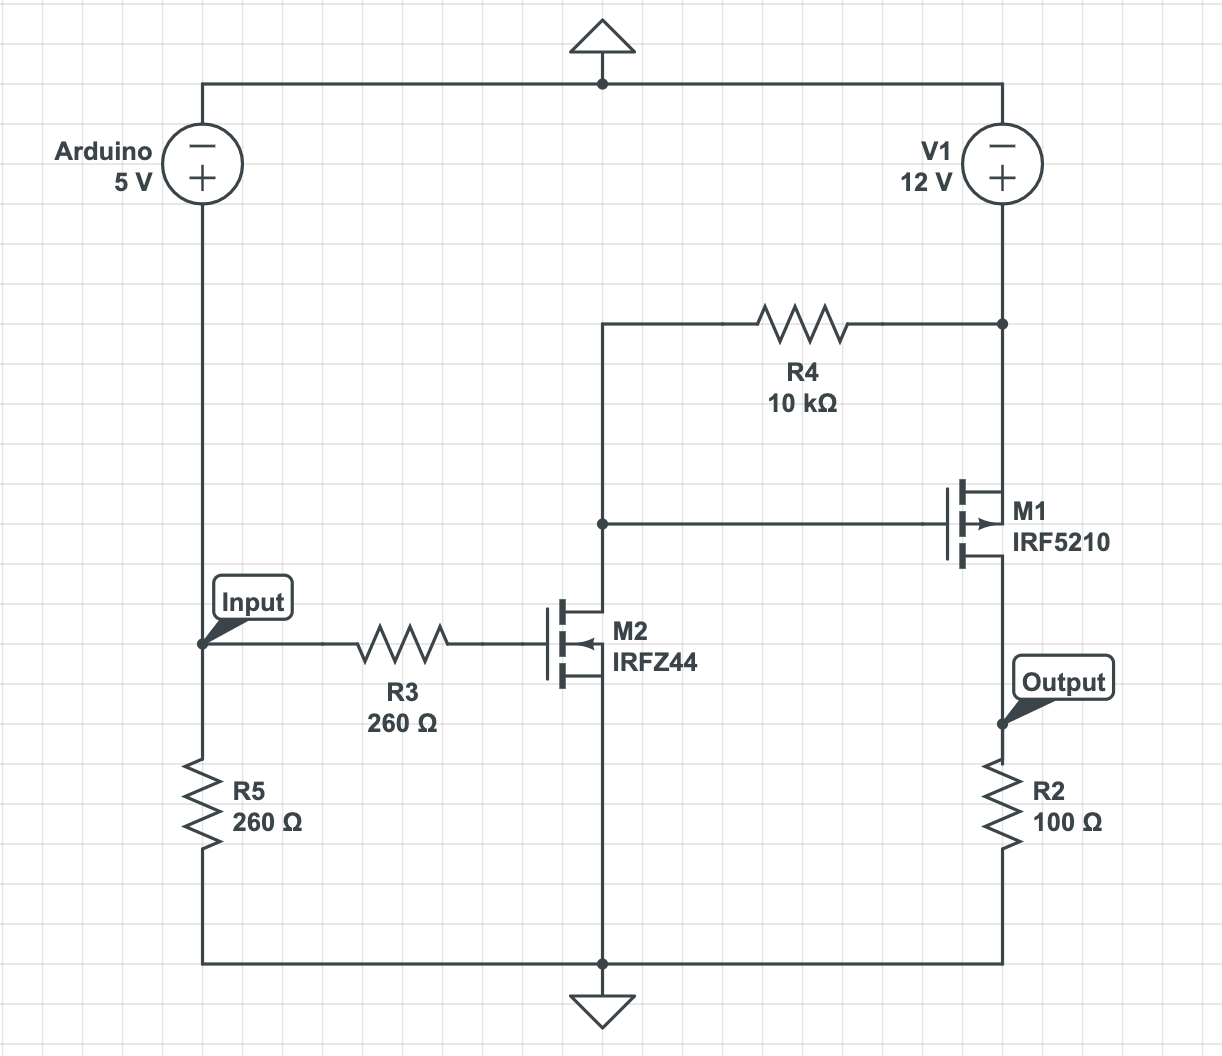 Arduino
5 V
V1
12 V
R4
10 kΩ
M1
IRF5210
Input
M2
IRFZ44
R3
260 Ω
Output
R5
260 Ω
R2
100 Ω